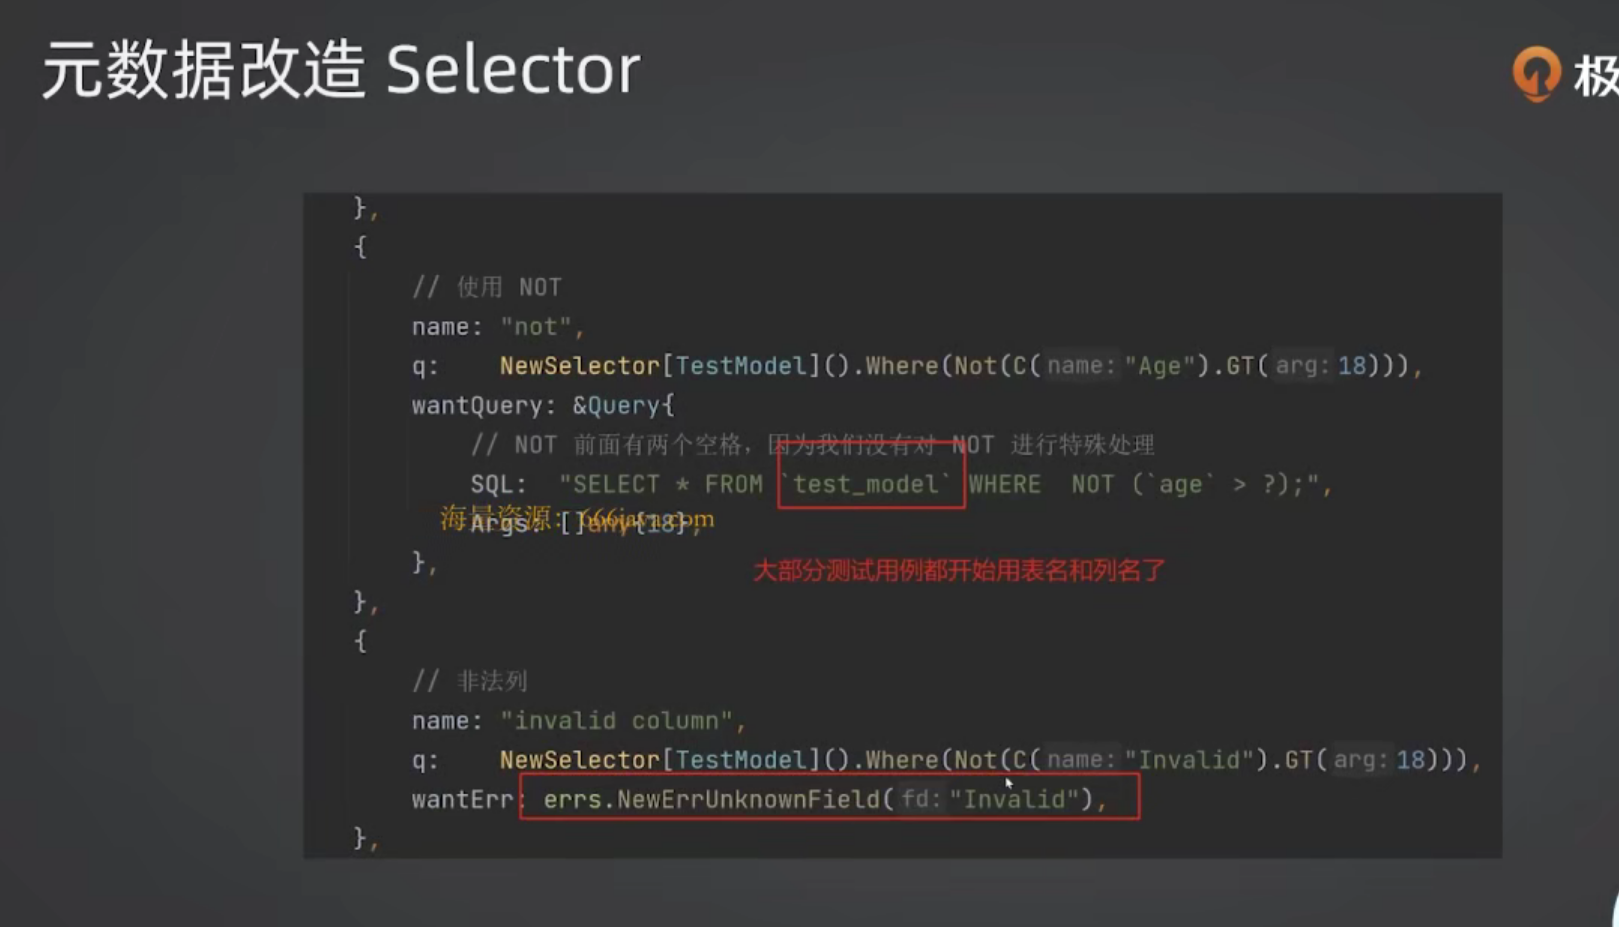 元数据改造 Selector
极
},
{
// 使用 NOT
name: "not",
q: NewSelector[TestModel]().Where(Not(C( name: "Age").GT( arg: 18))),
wantQuery: &Query{
// NOT 前面有两个空格，因为我们没有对 NOT 进行特殊处理
SQL: "SELECT * FROM `test_model` WHERE  NOT (`age` > ?);",
海量资源：666java.com
Args: []any{18},
},
大部分测试用例都开始用表名和列名了
},
{
// 非法列
name: "invalid column",
q: NewSelector[TestModel]().Where(Not(C( name: "Invalid").GT( arg: 18))),
wantErr: errs.NewErrUnknownField( fd: "Invalid"),
},